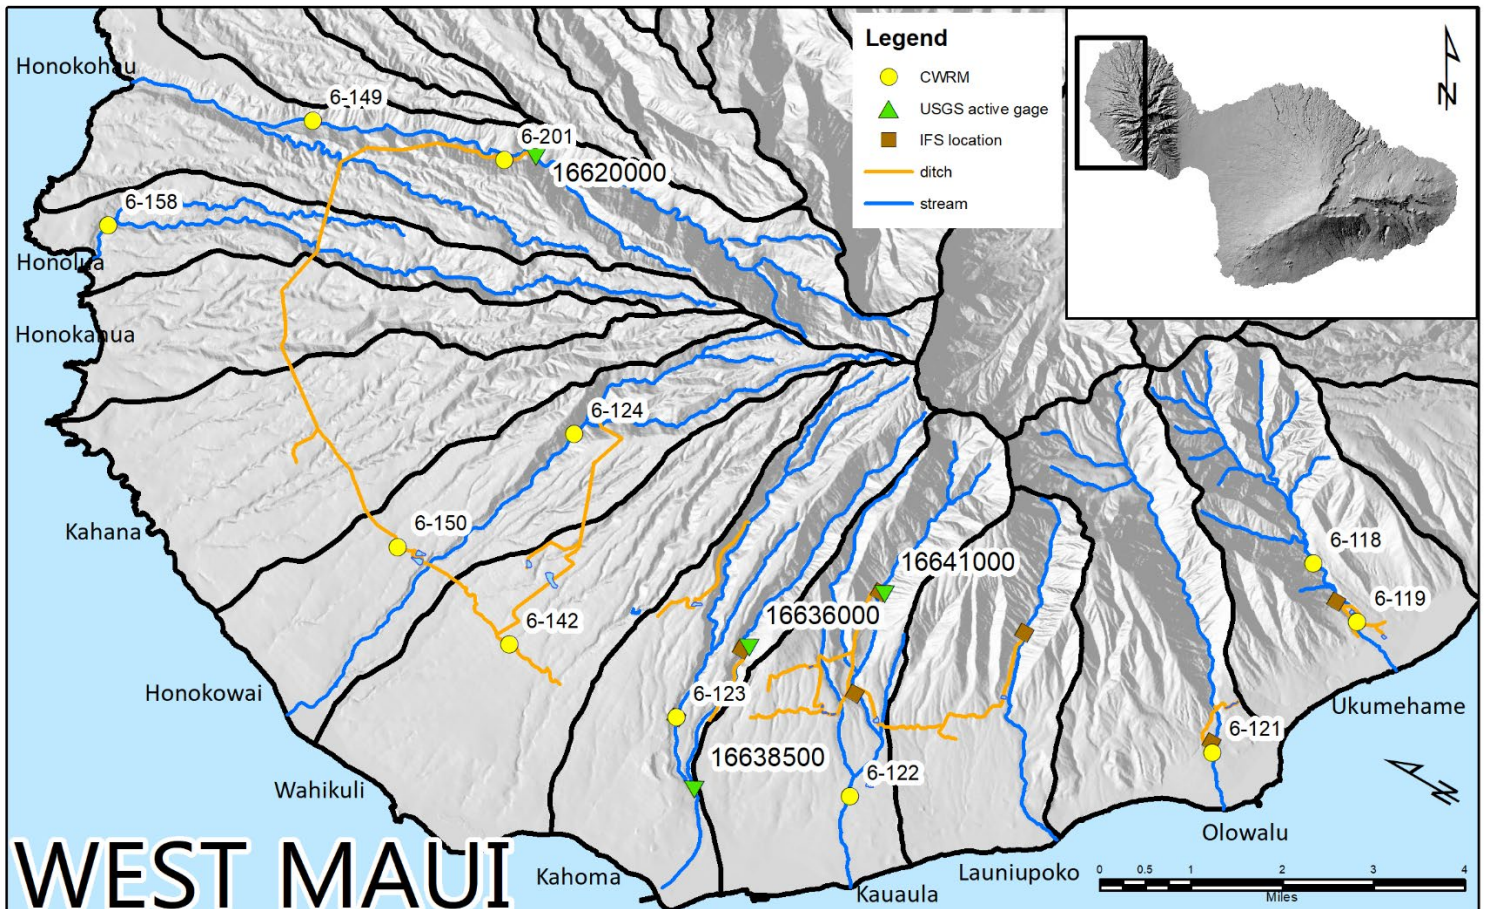 Legend
CWRM
USGS active gage
IFS location
ditch
stream
N
Honokohau
6-149
6-201
16620000
6-158
Honolua
Honokahua
6-124
Kahana
6-150
6-118
16641000
6-119
16636000
6-142
Honokowai
6-123
Ukumehame
6-121
16638500
6-122
Wahikuli
N
Olowalu
WEST MAUI
Kahoma
Launiupoko
Kauaula
0 0.5 1 2 3 4
Miles